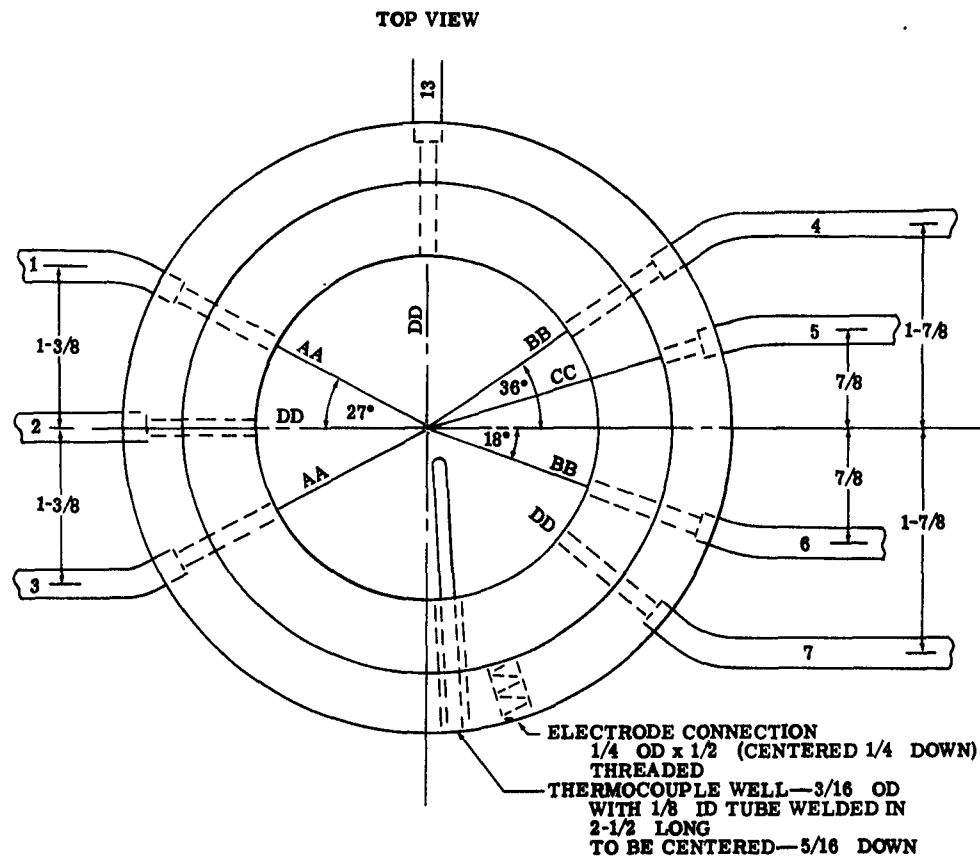 TOP VIEW
13
4
1
5
1-3/8
AA
DD
BB
CC
36°
7/8
1-7/8
2
DD
27°
18°
1-3/8
AA
BB
DD
7/8
1-7/8
6
3
7
ELECTRODE CONNECTION
1/4 OD x 1/2 (CENTERED 1/4 DOWN)
THREADED
THERMOCOUPLE WELL—3/16 OD
WITH 1/8 ID TUBE WELDED IN
2-1/2 LONG
TO BE CENTERED—5/16 DOWN